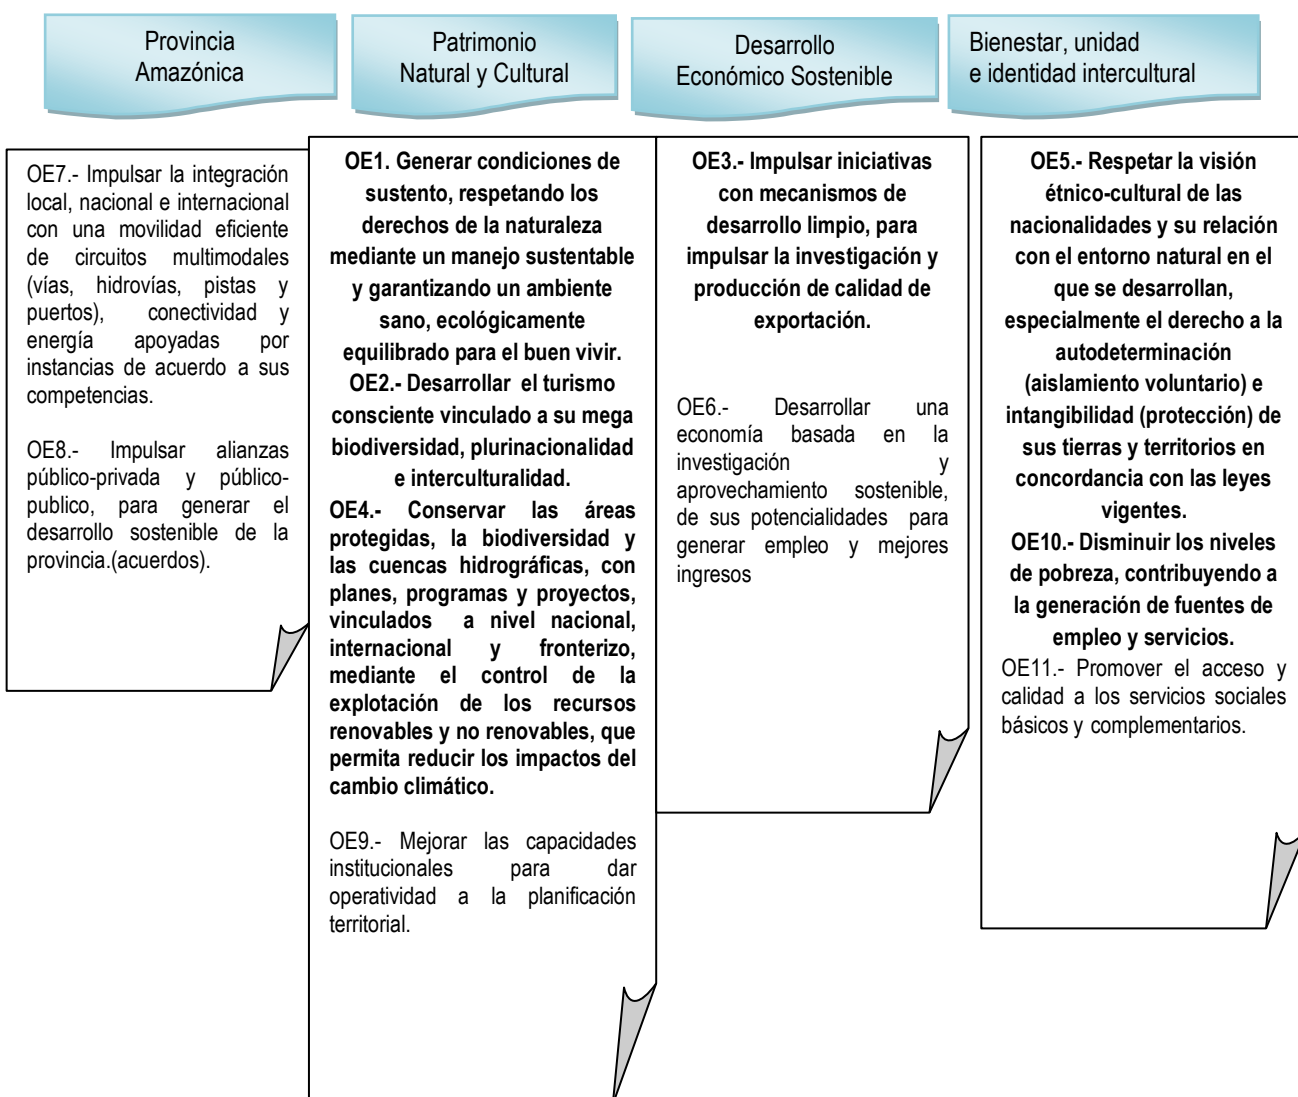 Provincia
Amazónica
Patrimonio
Natural y Cultural
Desarrollo
Económico Sostenible
Bienestar, unidad
e identidad intercultural
OE7.- Impulsar la integración
local, nacional e internacional
con una movilidad eficiente
de circuitos multimodales
(vías, hidrovías, pistas y
puertos), conectividad y
energía apoyadas por
instancias de acuerdo a sus
competencias.
OE8.- Impulsar alianzas
público-privada y público-
publico, para generar el
desarrollo sostenible de la
provincia.(acuerdos).
OE1. Generar condiciones de
sustento, respetando los
derechos de la naturaleza
mediante un manejo sustentable
y garantizando un ambiente
sano, ecológicamente
equilibrado para el buen vivir.
OE2.- Desarrollar el turismo
consciente vinculado a su mega
biodiversidad, plurinacionalidad
e interculturalidad.
OE4.- Conservar las áreas
protegidas, la biodiversidad y
las cuencas hidrográficas, con
planes, programas y proyectos,
vinculados a nivel nacional,
internacional y fronterizo,
mediante el control de la
explotación de los recursos
renovables y no renovables, que
permita reducir los impactos del
cambio climático.
OE9.- Mejorar las capacidades
institucionales para dar
operatividad a la planificación
territorial.
OE3.- Impulsar iniciativas
con mecanismos de
desarrollo limpio, para
impulsar la investigación y
producción de calidad de
exportación.
OE6.- Desarrollar una
economía basada en la
investigación y
aprovechamiento sostenible,
de sus potencialidades para
generar empleo y mejores
ingresos
OE5.- Respetar la visión
étnico-cultural de las
nacionalidades y su relación
con el entorno natural en el
que se desarrollan,
especialmente el derecho a la
autodeterminación
(aislamiento voluntario) e
intangibilidad (protección) de
sus tierras y territorios en
concordancia con las leyes
vigentes.
OE10.- Disminuir los niveles
de pobreza, contribuyendo a
la generación de fuentes de
empleo y servicios.
OE11.- Promover el acceso y
calidad a los servicios sociales
básicos y complementarios.